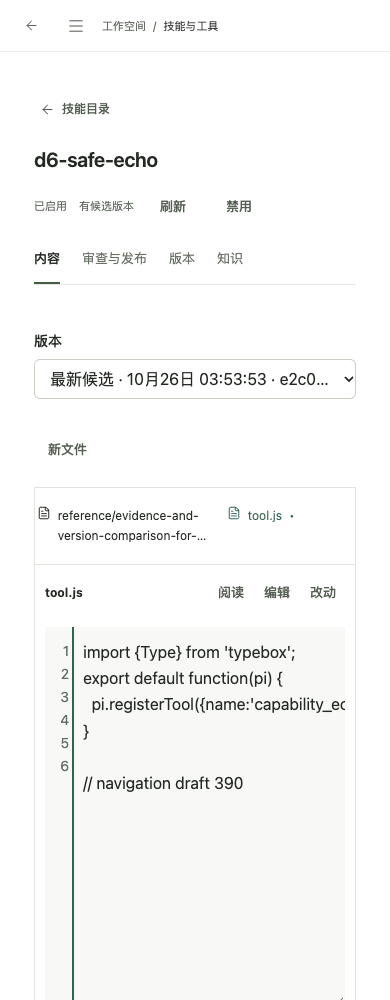 工作空间 / 技能与工具
技能目录
d6-safe-echo
已启用 有候选版本 刷新 禁用
内容 审查与发布 版本 知识
版本
最新候选 · 10月26日 03:53:53 · e2c0...
新文件
reference/evidence-and-
version-comparison-for-...
tool.js •
tool.js 阅读 编辑 改动
1 import {Type} from 'typebox';
2 export default function(pi) {
3 pi.registerTool({name:'capability_ec
4 }
5
6 // navigation draft 390